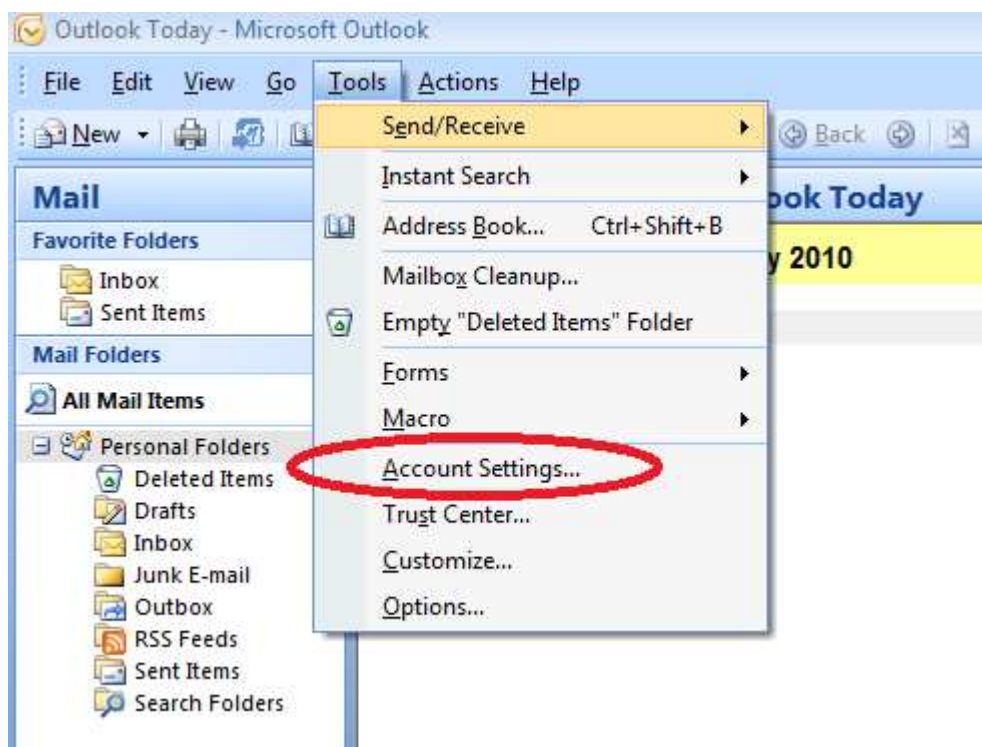 Outlook Today - Microsoft Outlook
File Edit View Go Tools Actions Help
New Back
Send/Receive
Instant Search
Address Book... Ctrl+Shift+B
Mailbox Cleanup...
Empty "Deleted Items" Folder
Forms
Macro
Account Settings...
Trust Center...
Customize...
Options...
Mail
Favorite Folders
Inbox
Sent Items
Mail Folders
All Mail Items
Personal Folders
Deleted Items
Drafts
Inbox
Junk E-mail
Outbox
RSS Feeds
Sent Items
Search Folders
Today
2010